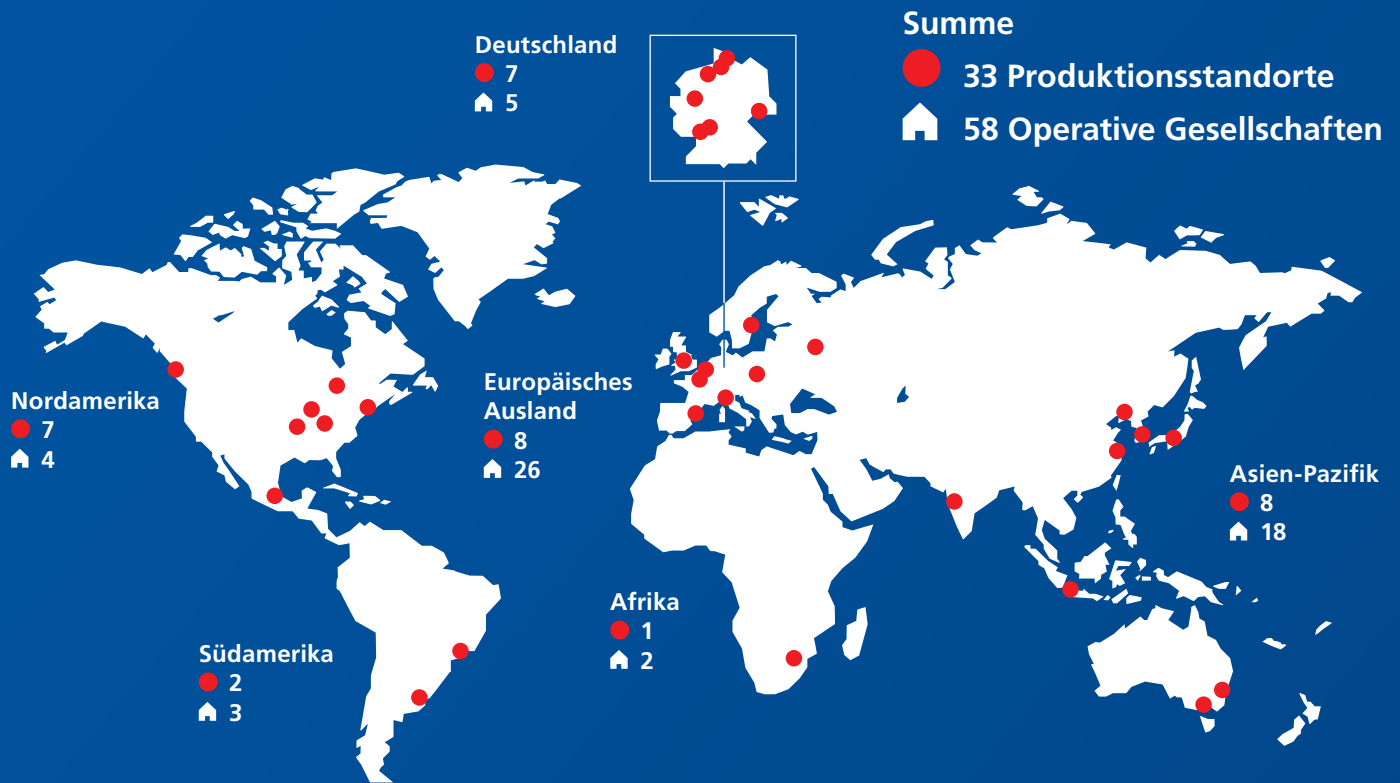 Summe
33 Produktionsstandorte
58 Operative Gesellschaften
Deutschland
7
5
Nordamerika
7
4
Europäisches
Ausland
8
26
Asien-Pazifik
8
18
Afrika
1
2
Südamerika
2
3